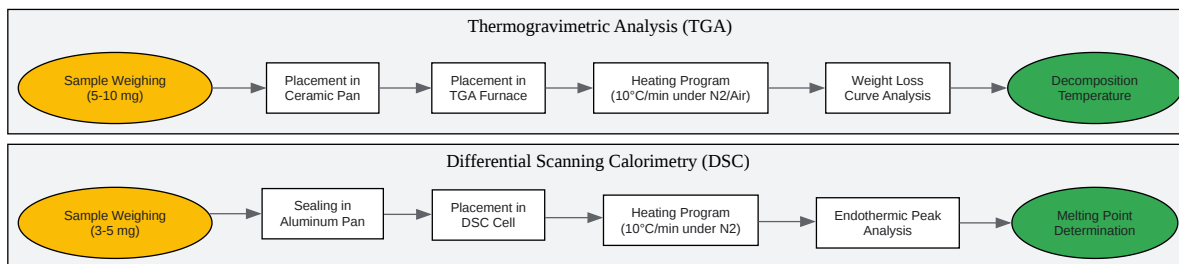 Thermogravimetric Analysis (TGA)
Sample Weighing
(5-10 mg)
Placement in
Ceramic Pan
Placement in
TGA Furnace
Heating Program
(10°C/min under N2/Air)
Weight Loss
Curve Analysis
Decomposition
Temperature
Differential Scanning Calorimetry (DSC)
Sample Weighing
(3-5 mg)
Sealing in
Aluminum Pan
Placement in
DSC Cell
Heating Program
(10°C/min under N2)
Endothermic Peak
Analysis
Melting Point
Determination